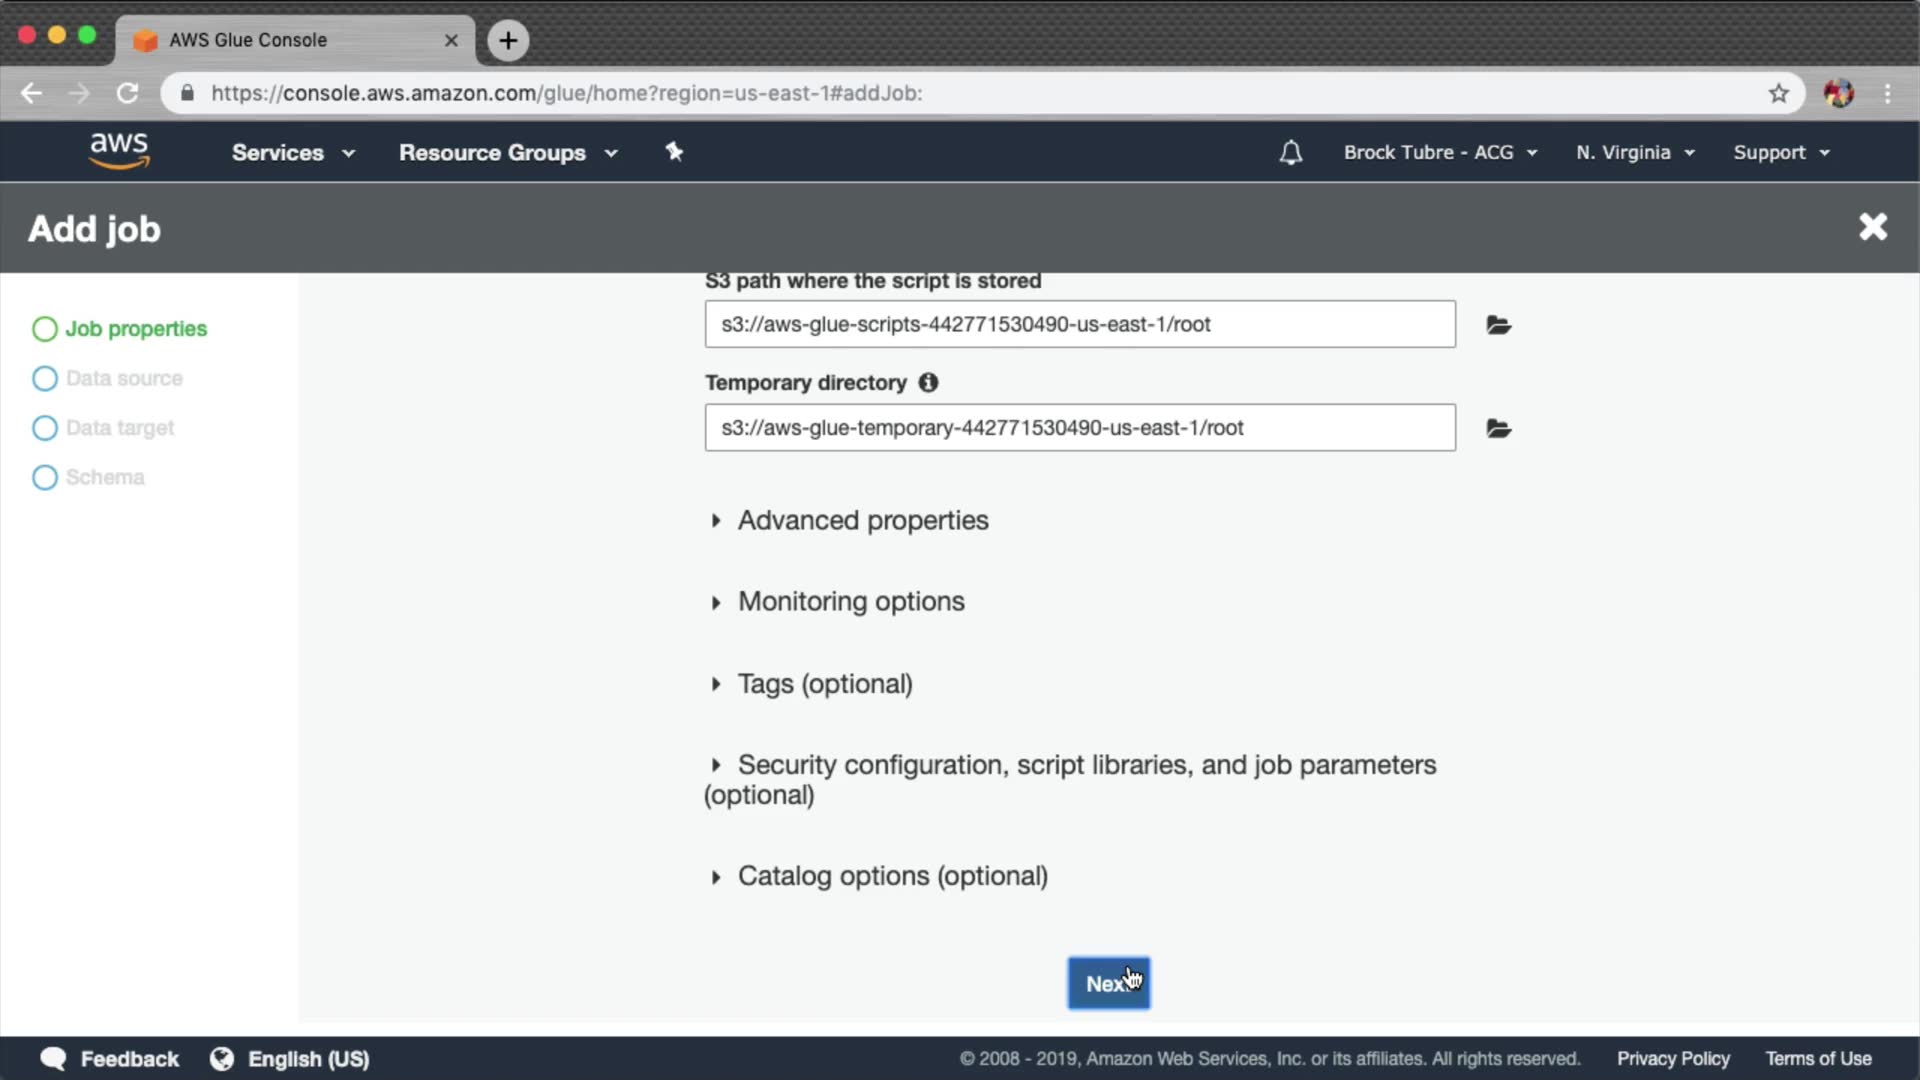 AWS Glue Console
https://console.aws.amazon.com/glue/home?region=us-east-1#addJob:
aws
Services
Resource Groups
Brock Tubre - ACG
N. Virginia
Support
Add job
Job properties
Data source
Data target
Schema
S3 path where the script is stored
s3://aws-glue-scripts-442771530490-us-east-1/root
Temporary directory
s3://aws-glue-temporary-442771530490-us-east-1/root
Advanced properties
Monitoring options
Tags (optional)
Security configuration, script libraries, and job parameters
(optional)
Catalog options (optional)
Next
Feedback
English (US)
© 2008 - 2019, Amazon Web Services, Inc. or its affiliates. All rights reserved.
Privacy Policy
Terms of Use